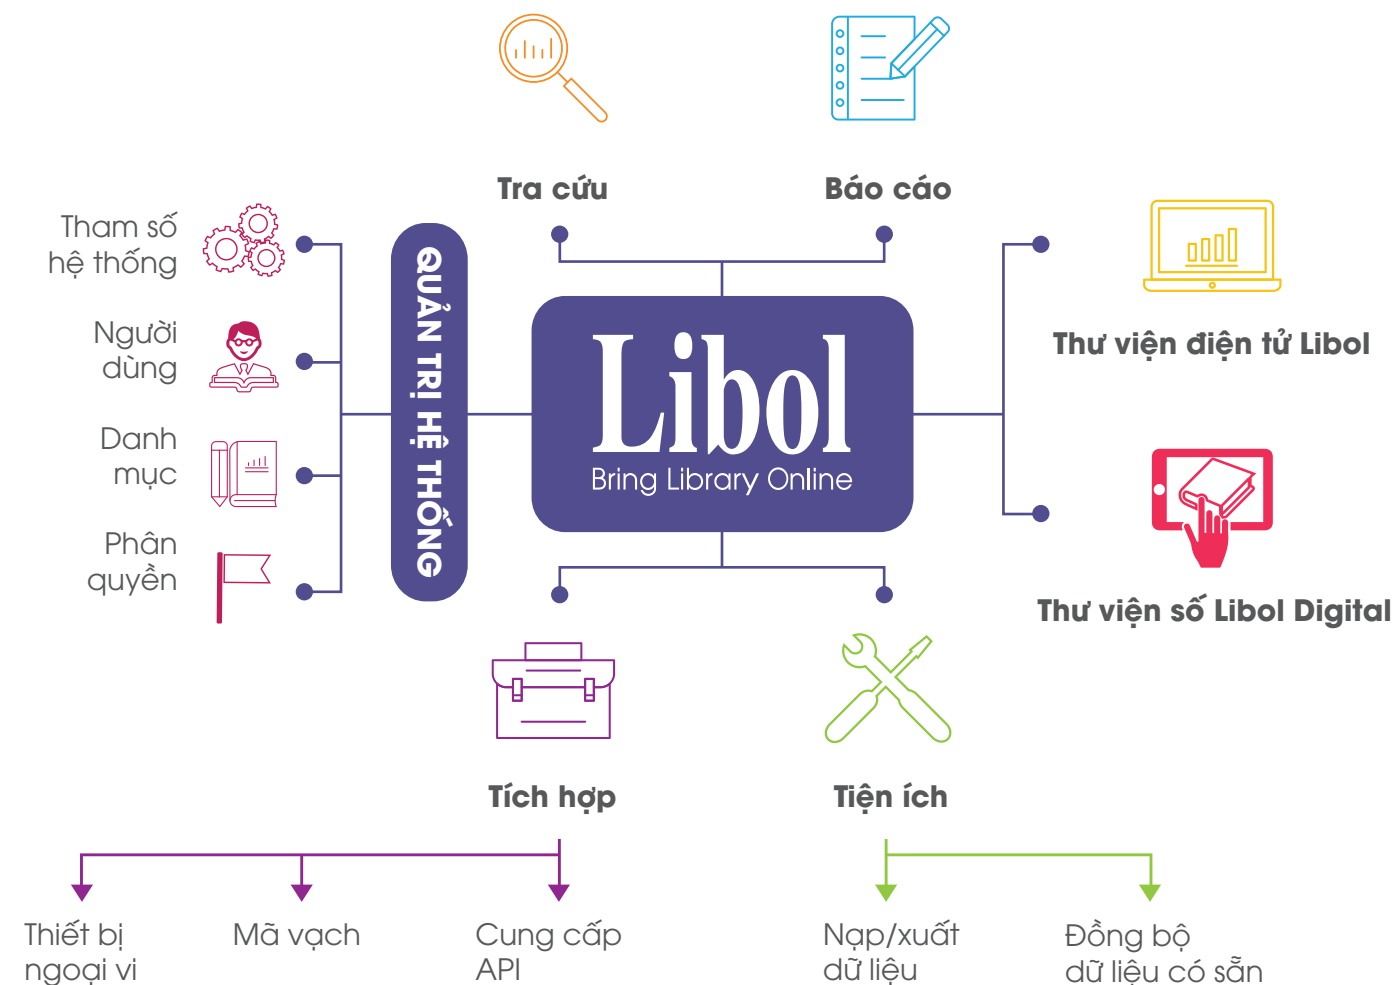 Tra cứu
Báo cáo
Tham số
hệ thống
Người
dùng
Danh
mục
Phân
quyền
QUẢN TRỊ HỆ THỐNG
Libol
Bring Library Online
Thư viện điện tử Libol
Thư viện số Libol Digital
Tích hợp
Tiện ích
Thiết bị
ngoại vi
Mã vạch
Cung cấp
API
Nạp/xuất
dữ liệu
Đồng bộ
dữ liệu có sẵn